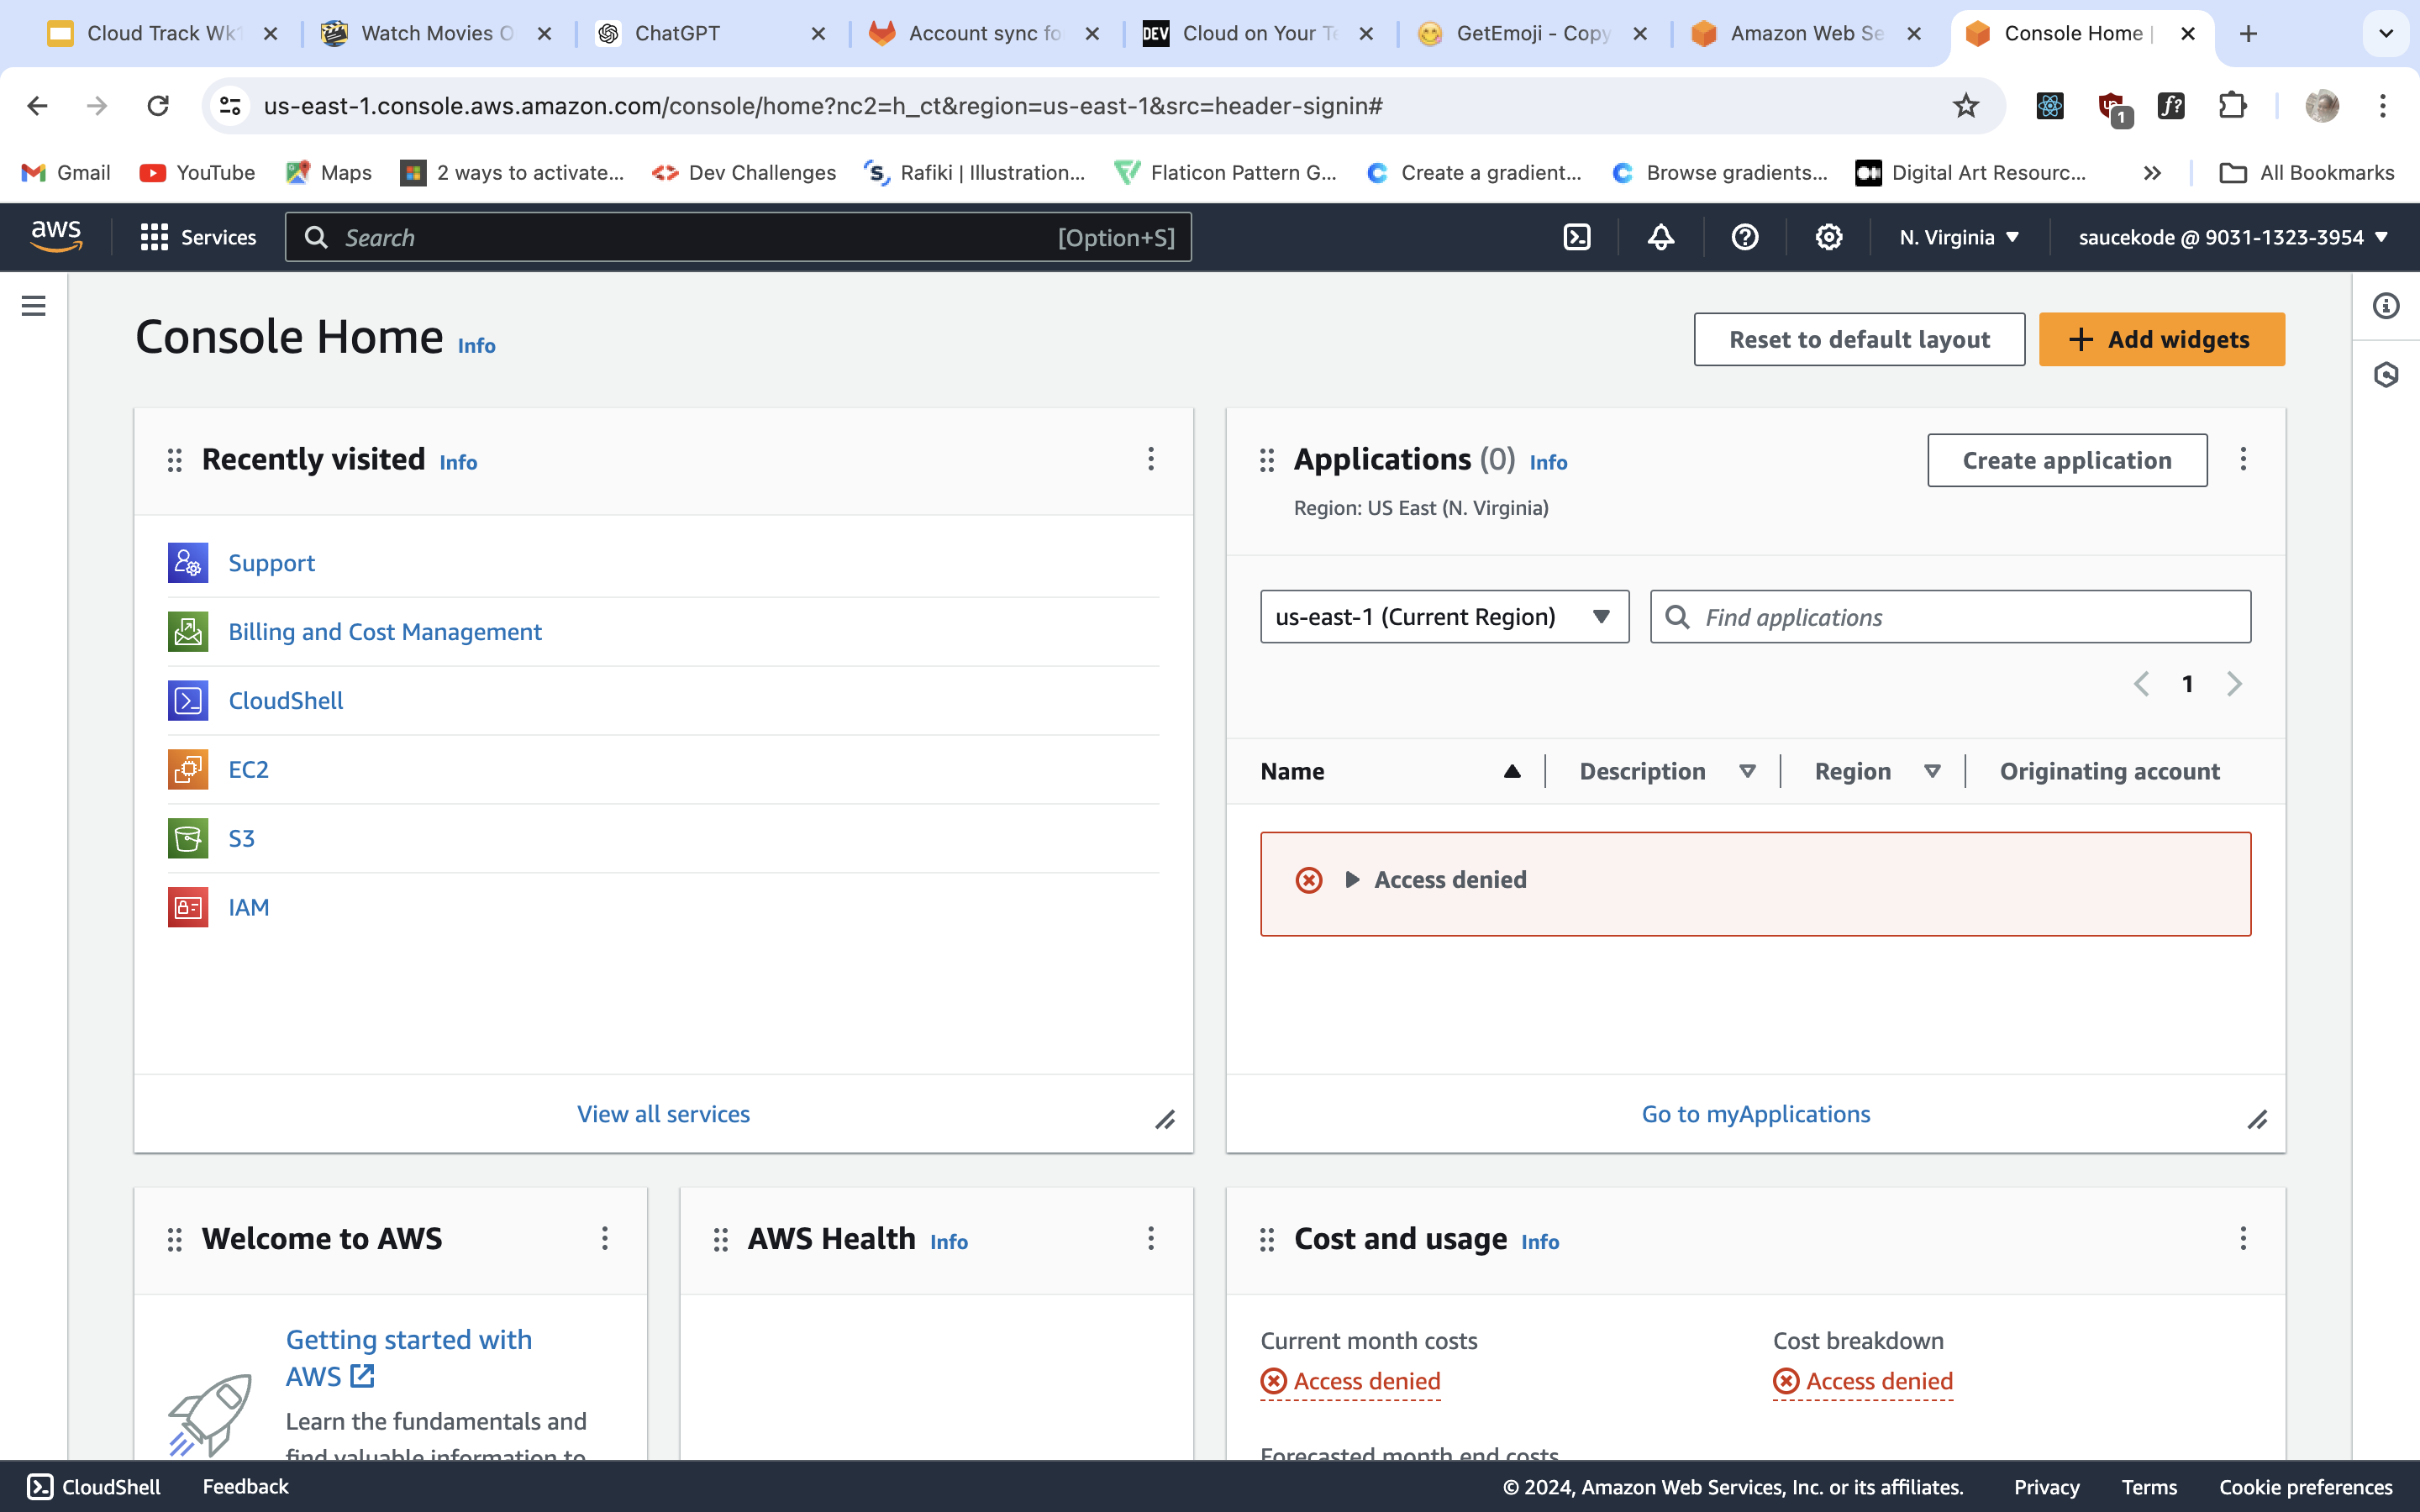 Cloud Track Wk1
Watch Movies O
ChatGPT
Account sync fo
Cloud on Your Te
GetEmoji - Copy
Amazon Web Se
Console Home |
us-east-1.console.aws.amazon.com/console/home?nc2=h_ct&region=us-east-1&src=header-signin#
1
Gmail
YouTube
Maps
2 ways to activate...
Dev Challenges
Rafiki | Illustration...
Flaticon Pattern G...
Create a gradient...
Browse gradients...
Digital Art Resourc...
All Bookmarks
aws
Services
Search
[Option+S]
N. Virginia
saucekode @ 9031-1323-3954
Console Home Info
Reset to default layout
Add widgets
Recently visited Info
Support
Billing and Cost Management
CloudShell
EC2
S3
IAM
View all services
Applications (0) Info
Create application
Region: US East (N. Virginia)
us-east-1 (Current Region)
Find applications
1
Name
Description
Region
Originating account
Access denied
Go to myApplications
Welcome to AWS
Getting started with
AWS
Learn the fundamentals and
find valuable information to
AWS Health Info
Cost and usage Info
Current month costs
Access denied
Cost breakdown
Access denied
Forecasted month end costs
CloudShell
Feedback
© 2024, Amazon Web Services, Inc. or its affiliates.
Privacy
Terms
Cookie preferences